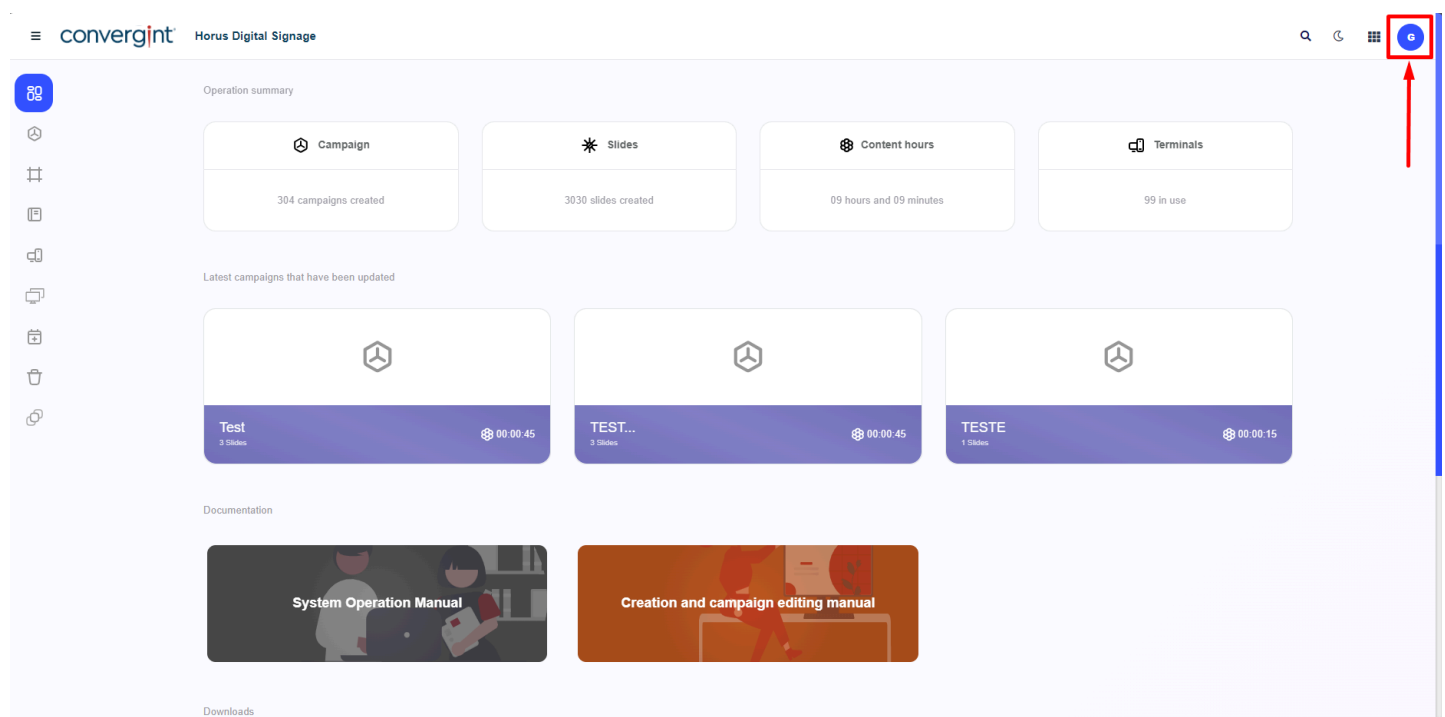 convergint
Horus Digital Signage
G
Operation summary
Campaign
Slides
Content hours
Terminals
304 campaigns created
3030 slides created
09 hours and 09 minutes
99 in use
Latest campaigns that have been updated
Test
3 Slides
00:00:45
TEST...
3 Slides
00:00:45
TESTE
1 Slides
00:00:15
Documentation
System Operation Manual
Creation and campaign editing manual
Downloads